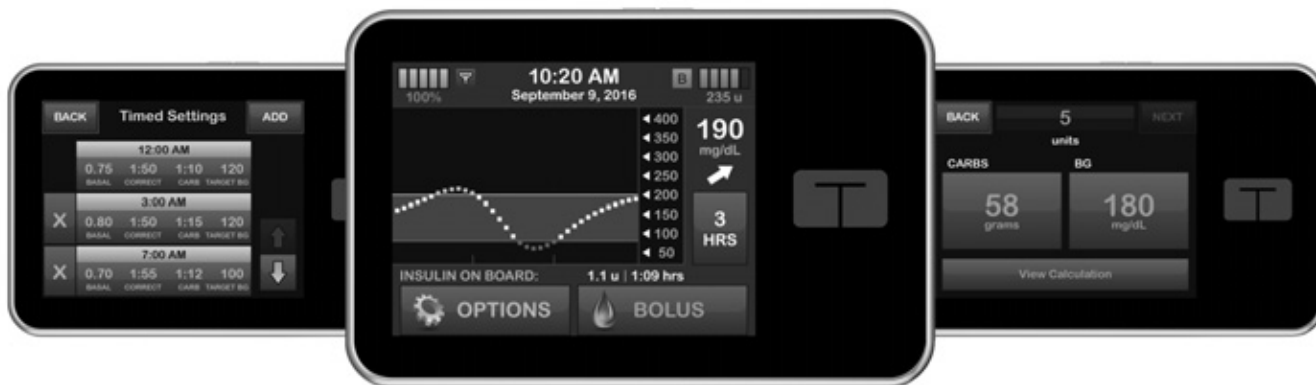 BACK Timed Settings ADD
12:00 AM
0.75 1:50 1:10 120
BASAL CORRECT CARB TARGET BG
X 3:00 AM
0.80 1:50 1:15 120
BASAL CORRECT CARB TARGET BG
X 7:00 AM
0.70 1:55 1:12 100
BASAL CORRECT CARB TARGET BG
10:20 AM B
100% September 9, 2016 235 u
400
350
300
250
200
150
100
50
190
mg/dL
3
HRS
INSULIN ON BOARD: 1.1 u | 1:09 hrs
OPTIONS BOLUS
T
BACK 5 NEXT
units
CARBS BG
58 180
grams mg/dL
View Calculation
T